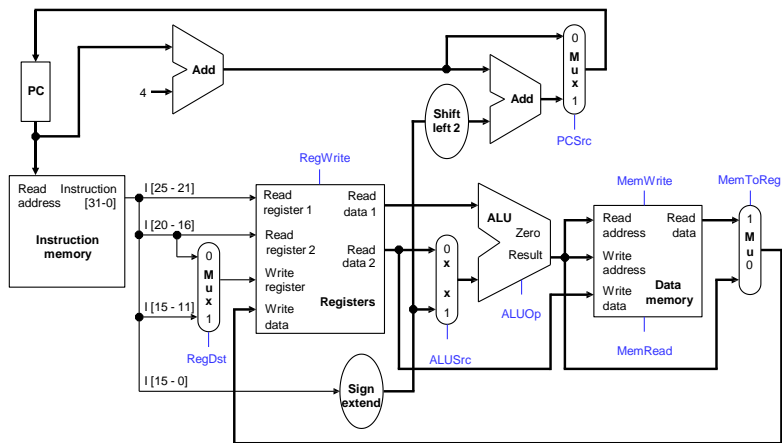 0
M
u
x
1
Add
PC
4
Add
Shift
left 2
PCSrc
RegWrite
MemWrite
MemToReg
Read
address
Instruction
[31-0]
Instruction
memory
I [25 - 21]
I [20 - 16]
I [15 - 11]
I [15 - 0]
0
M
u
x
1
RegDst
Read
register 1
Read
register 2
Write
register
Write
data
Read
data 1
Read
data 2
Registers
Sign
extend
0
x
x
1
ALUSrc
ALU
Zero
Result
ALUOp
Read
address
Write
address
Write
data
Read
data
Data
memory
MemRead
1
M
u
0